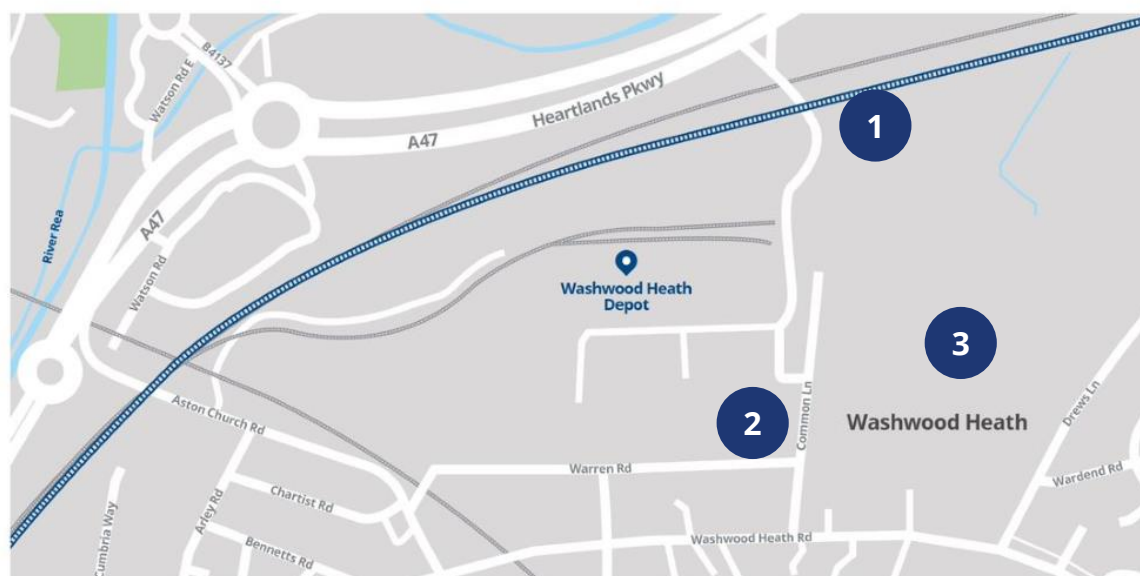 B4137
Watson Rd E
Heartlands Pkwy
A47
1
A47
River Rea
Watson Rd
Washwood Heath
Depot
3
2
Common Ln
Washwood Heath
Drews Ln
Aston Church Rd
Warren Rd
Wardend Rd
Chartist Rd
Arley Rd
Cumbria Way
Bennetts Rd
Washwood Heath Rd